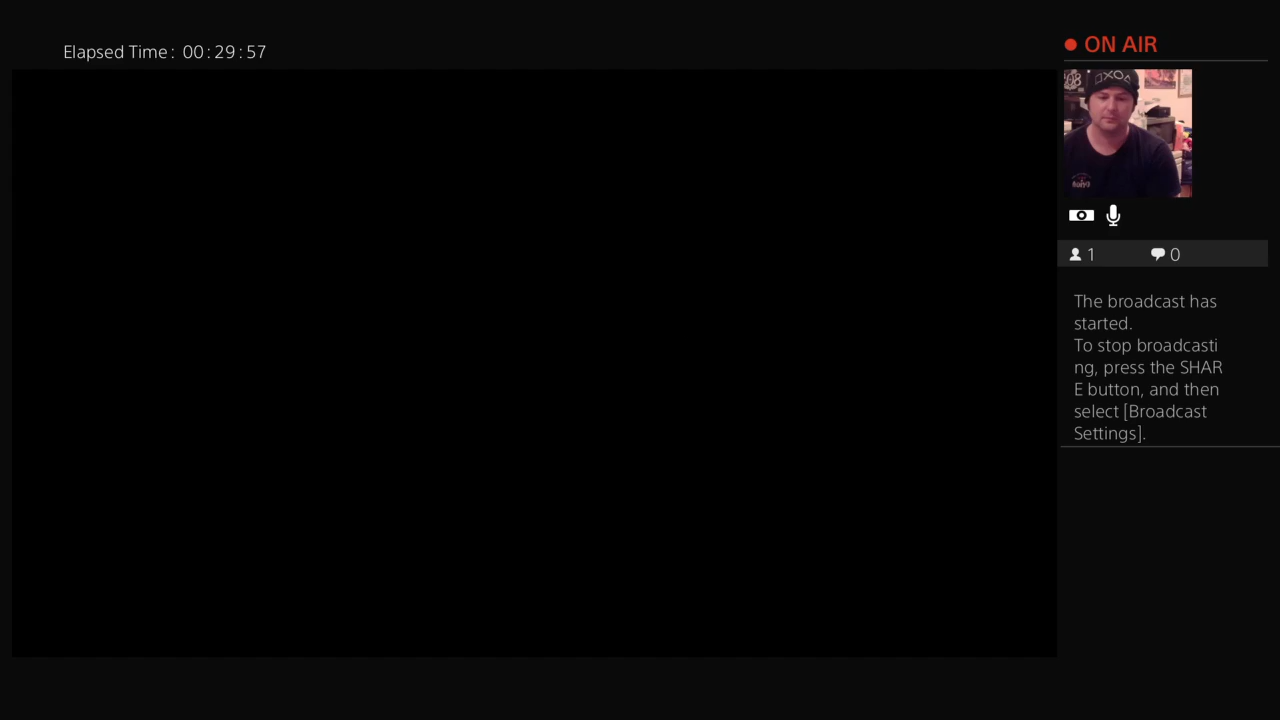 Elapsed Time: 00:29:57
ON AIR
1
0
The broadcast has
started.
To stop broadcasti
ng, press the SHAR
E button, and then
select [Broadcast
Settings].